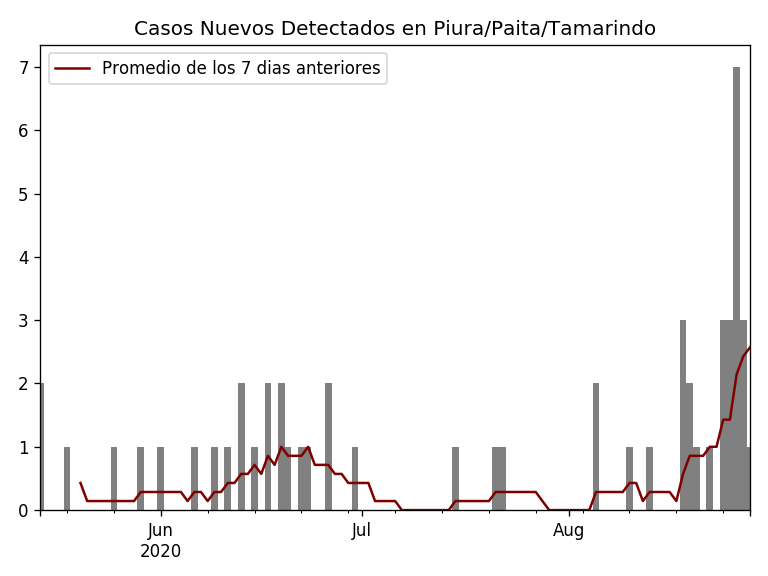 Casos Nuevos Detectados en Piura/Paita/Tamarindo
Promedio de los 7 dias anteriores
7
6
5
4
3
2
1
0
Jun
2020
Jul
Aug